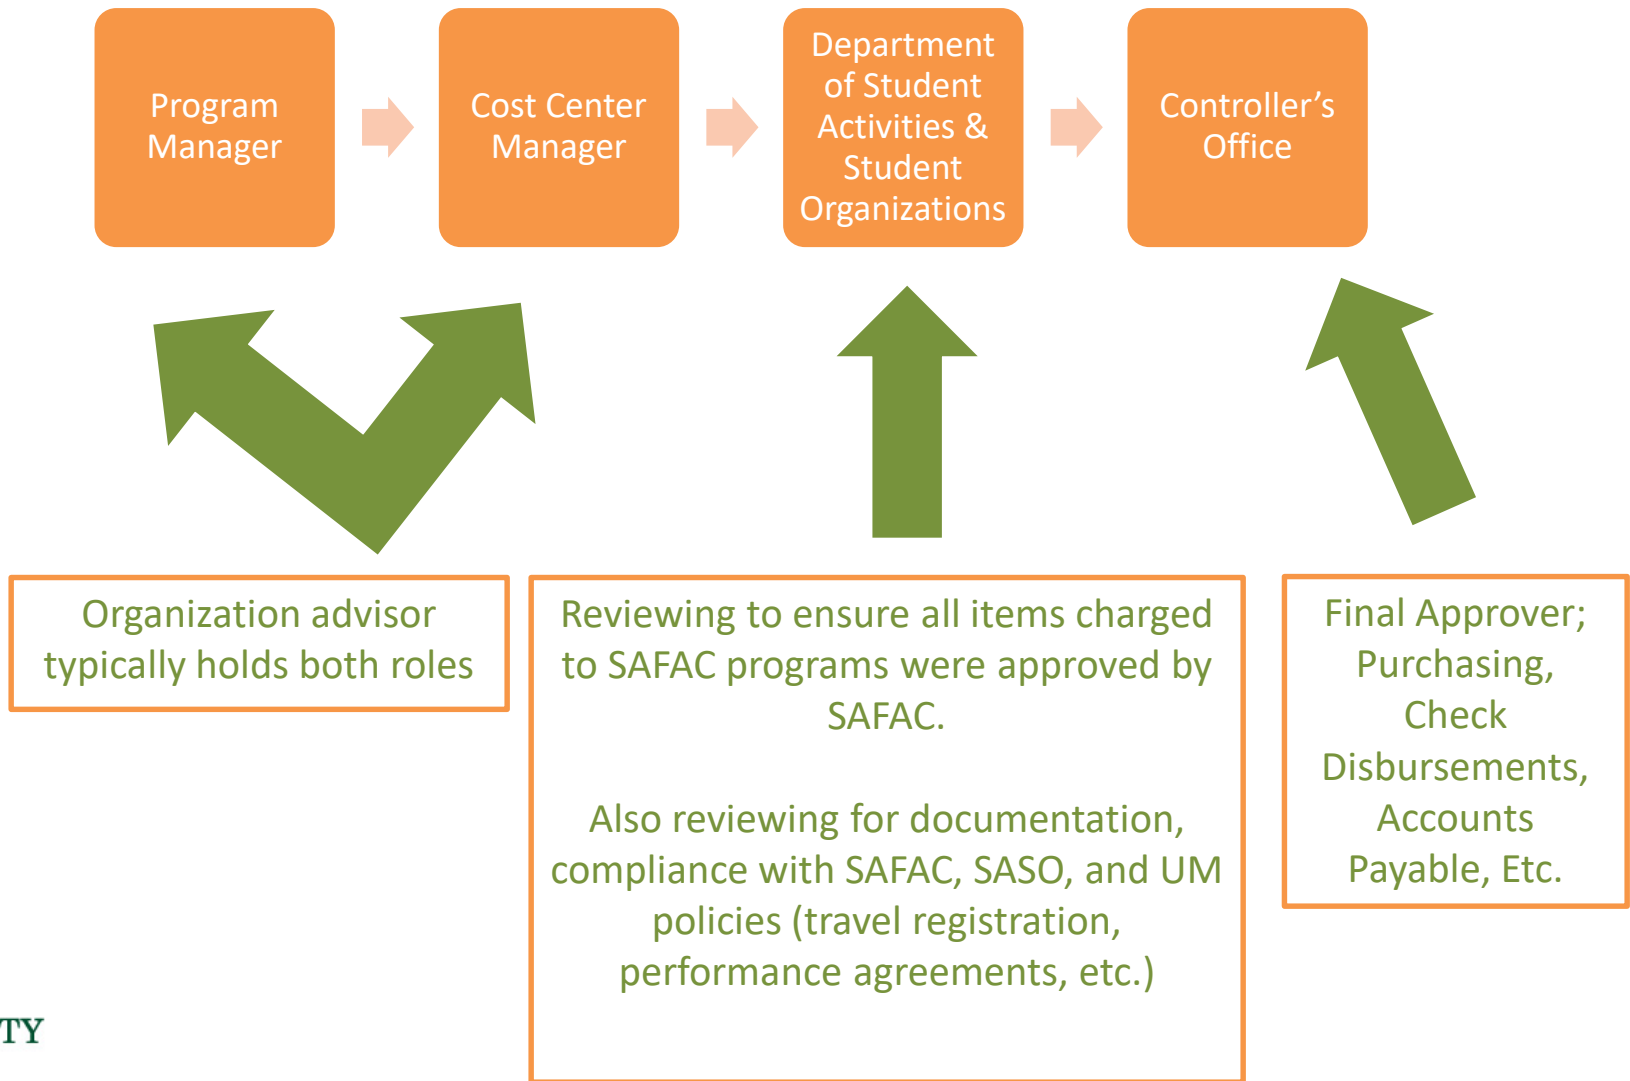 Program
Manager
Cost Center
Manager
Department
of Student
Activities &
Student
Organizations
Controller’s
Office
Organization advisor
typically holds both roles
Reviewing to ensure all items charged
to SAFAC programs were approved by
SAFAC.
Also reviewing for documentation,
compliance with SAFAC, SASO, and UM
policies (travel registration,
performance agreements, etc.)
Final Approver;
Purchasing,
Check
Disbursements,
Accounts
Payable, Etc.
TY